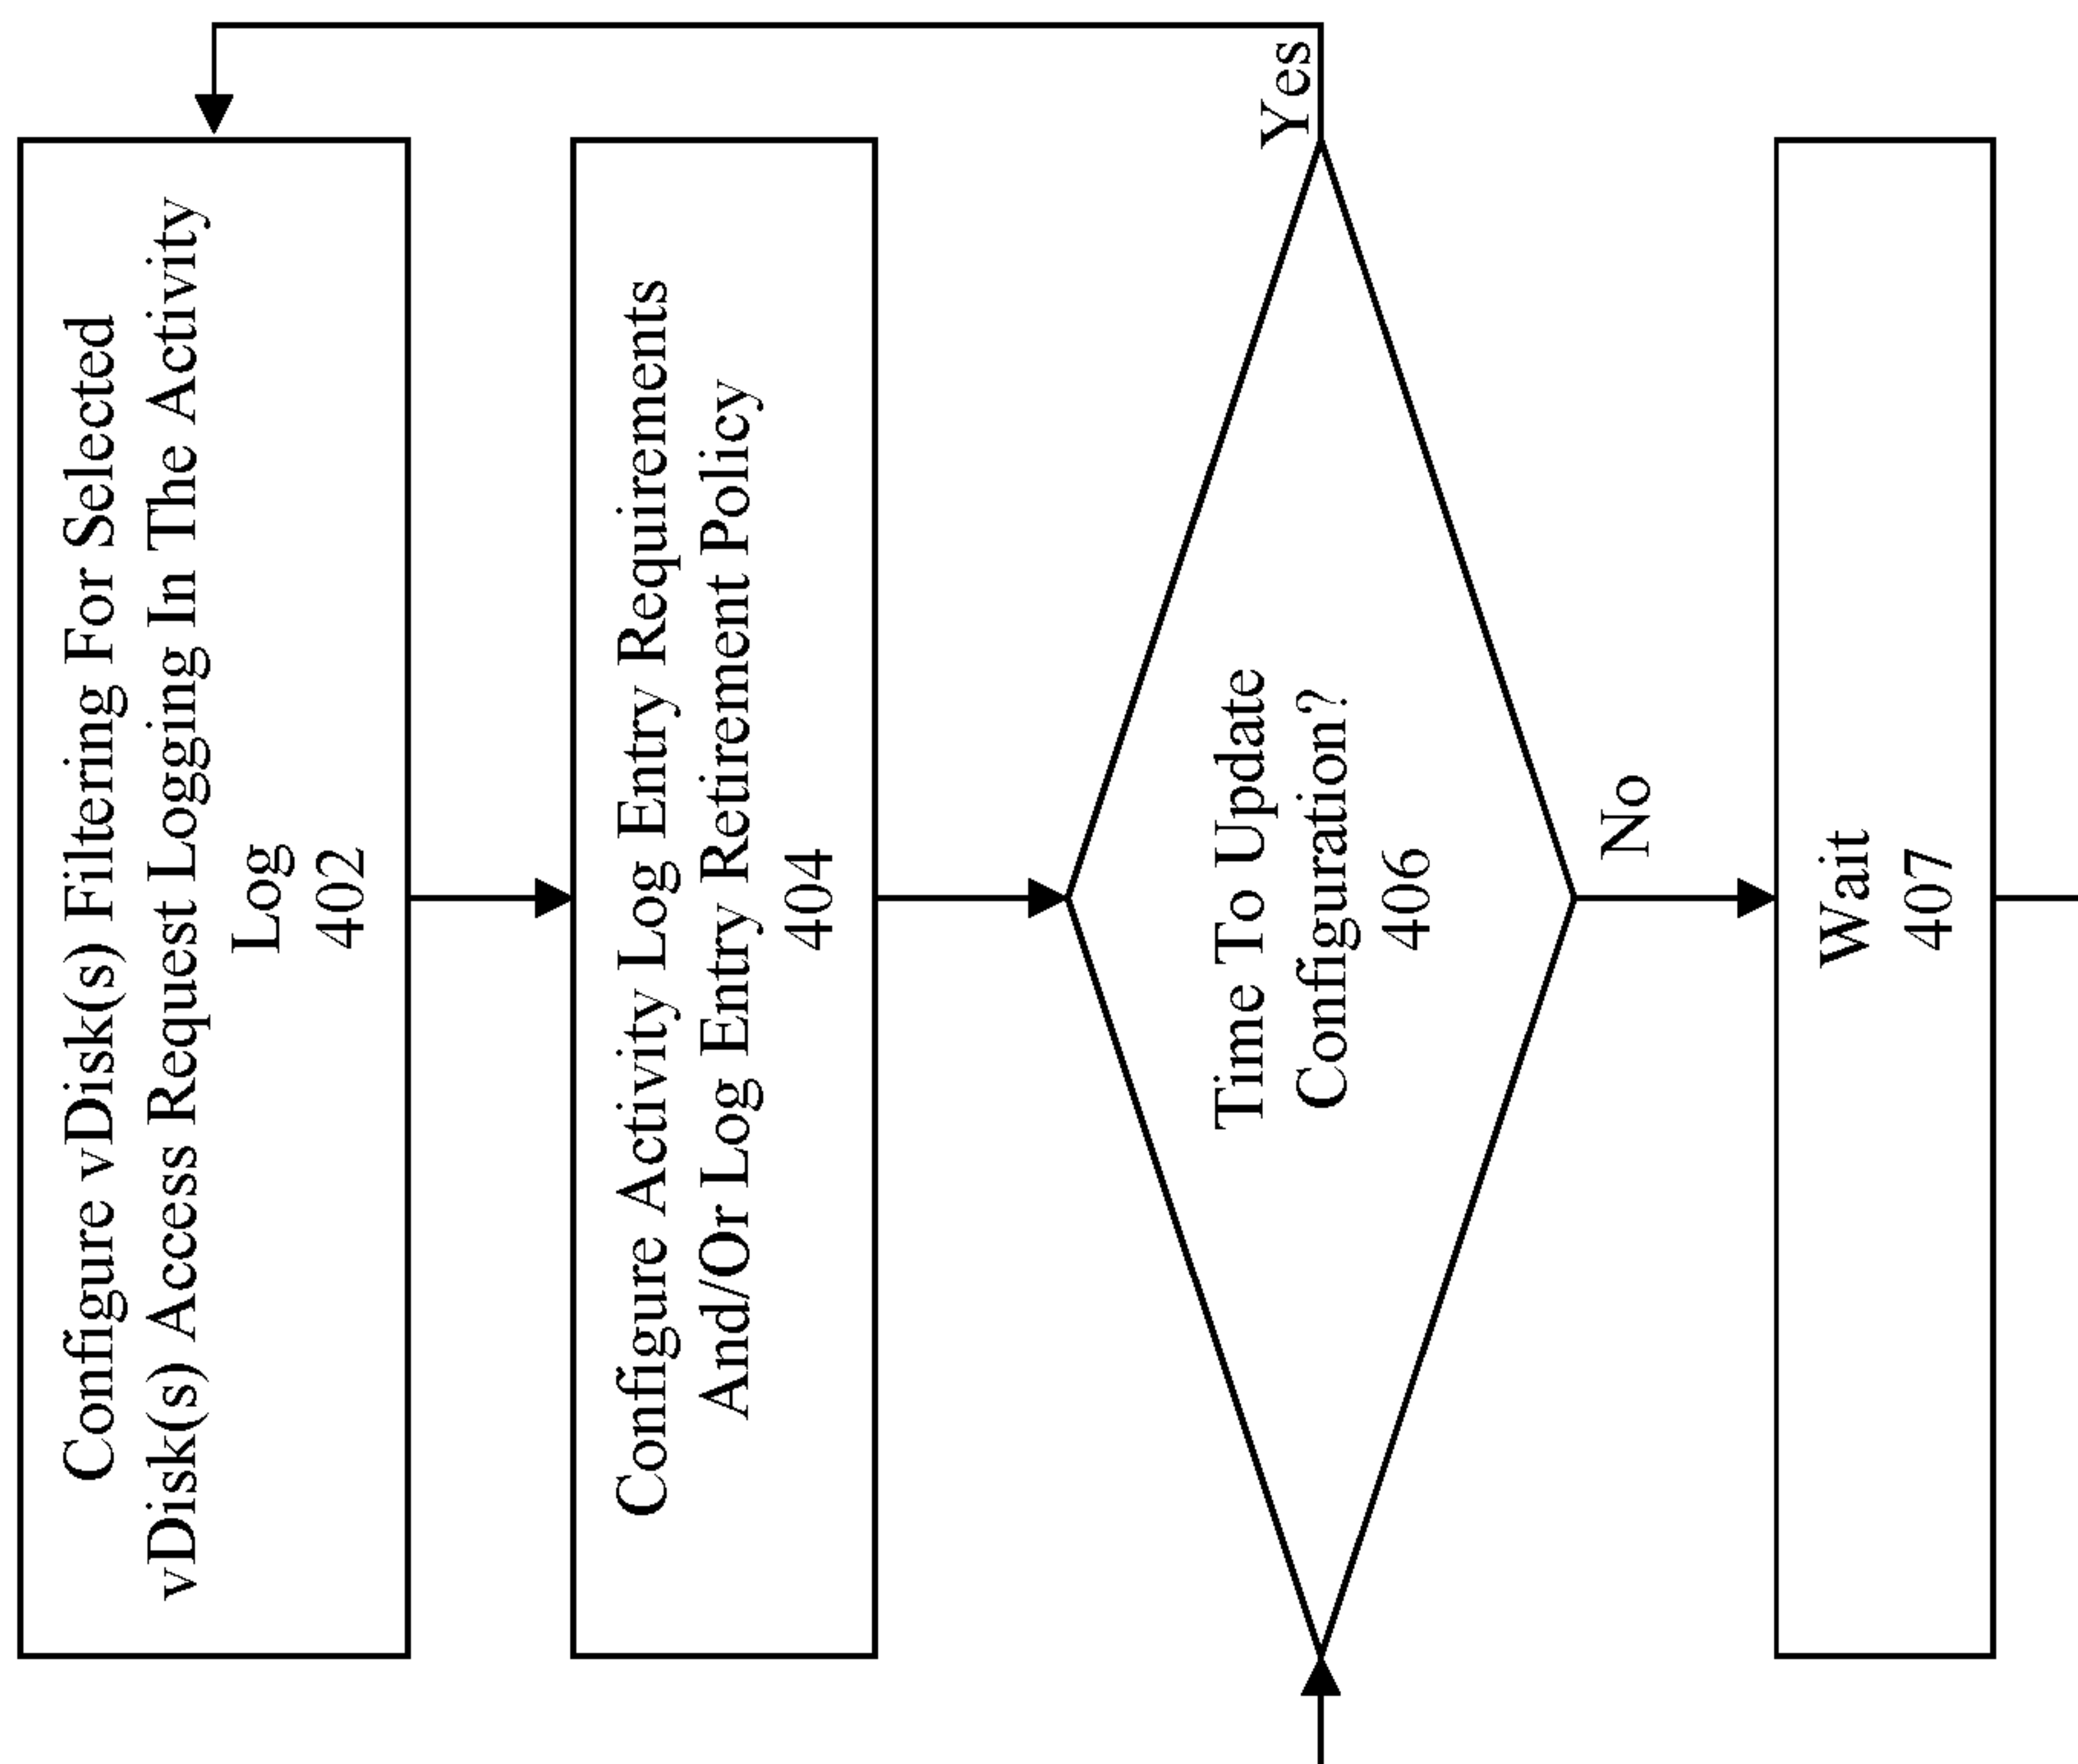 Configure vDisk(s) Filtering For Selected
vDisk(s) Access Request Logging In The Activity
Log
402
Configure Activity Log Entry Requirements
And/Or Log Entry Retirement Policy
404
Time To Update
Configuration?
406
Yes
No
Wait
407